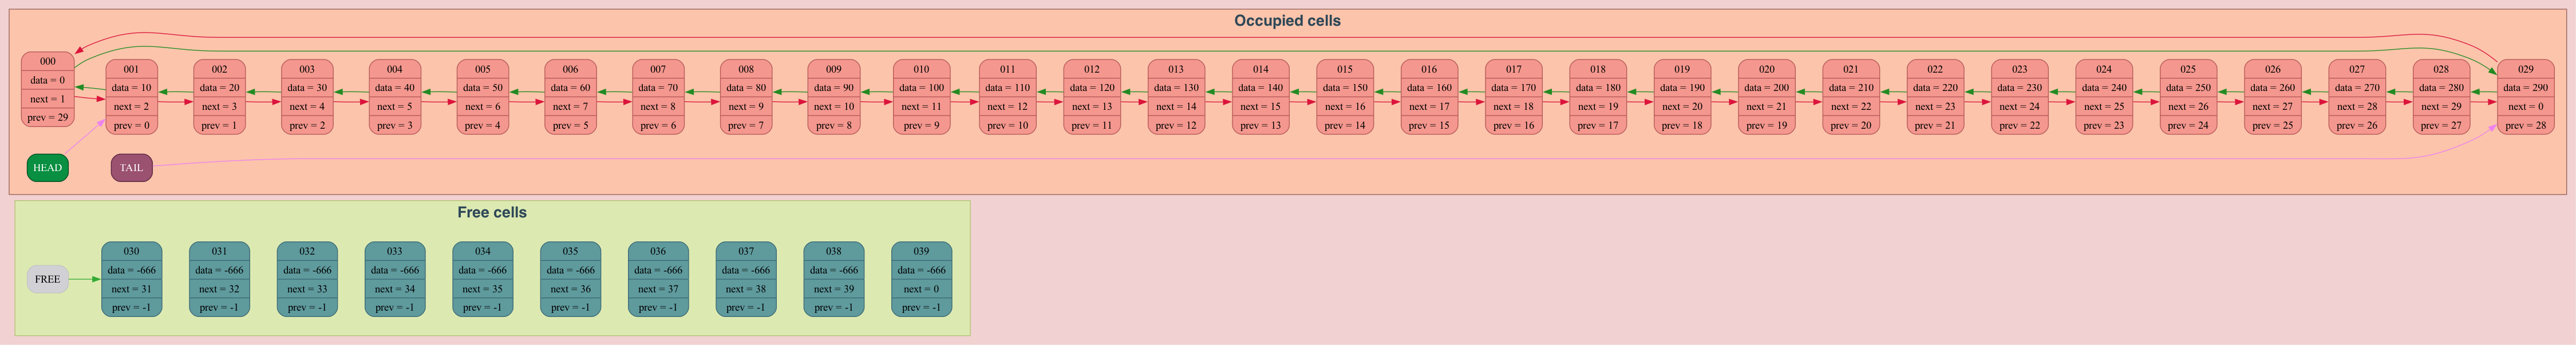 Occupied cells
000
data = 0
next = 1
prev = 29
001
data = 10
next = 2
prev = 0
002
data = 20
next = 3
prev = 1
003
data = 30
next = 4
prev = 2
004
data = 40
next = 5
prev = 3
005
data = 50
next = 6
prev = 4
006
data = 60
next = 7
prev = 5
007
data = 70
next = 8
prev = 6
008
data = 80
next = 9
prev = 7
009
data = 90
next = 10
prev = 8
010
data = 100
next = 11
prev = 9
011
data = 110
next = 12
prev = 10
012
data = 120
next = 13
prev = 11
013
data = 130
next = 14
prev = 12
014
data = 140
next = 15
prev = 13
015
data = 150
next = 16
prev = 14
016
data = 160
next = 17
prev = 15
017
data = 170
next = 18
prev = 16
018
data = 180
next = 19
prev = 17
019
data = 190
next = 20
prev = 18
020
data = 200
next = 21
prev = 19
021
data = 210
next = 22
prev = 20
022
data = 220
next = 23
prev = 21
023
data = 230
next = 24
prev = 22
024
data = 240
next = 25
prev = 23
025
data = 250
next = 26
prev = 24
026
data = 260
next = 27
prev = 25
027
data = 270
next = 28
prev = 26
028
data = 280
next = 29
prev = 27
029
data = 290
next = 0
prev = 28
HEAD
TAIL
Free cells
FREE
030
data = -666
next = 31
prev = -1
031
data = -666
next = 32
prev = -1
032
data = -666
next = 33
prev = -1
033
data = -666
next = 34
prev = -1
034
data = -666
next = 35
prev = -1
035
data = -666
next = 36
prev = -1
036
data = -666
next = 37
prev = -1
037
data = -666
next = 38
prev = -1
038
data = -666
next = 39
prev = -1
039
data = -666
next = 0
prev = -1